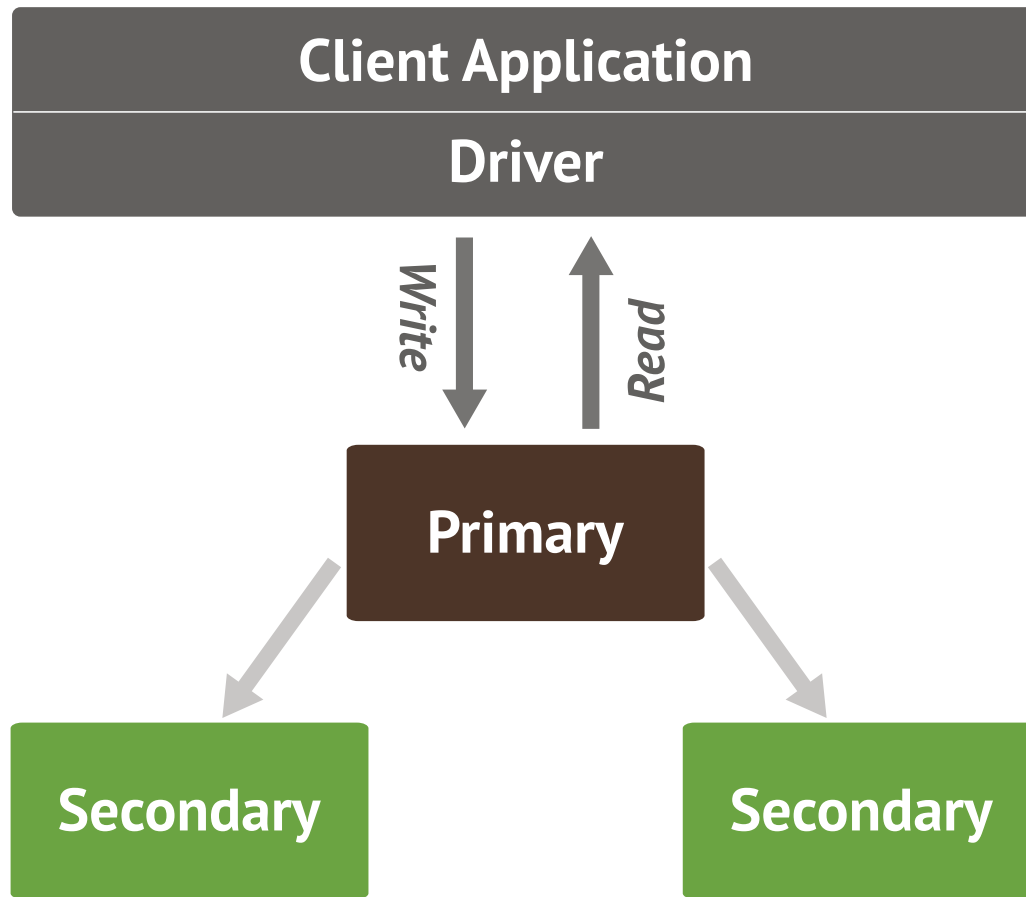 Client Application
Driver
Write
Read
Primary
Secondary
Secondary